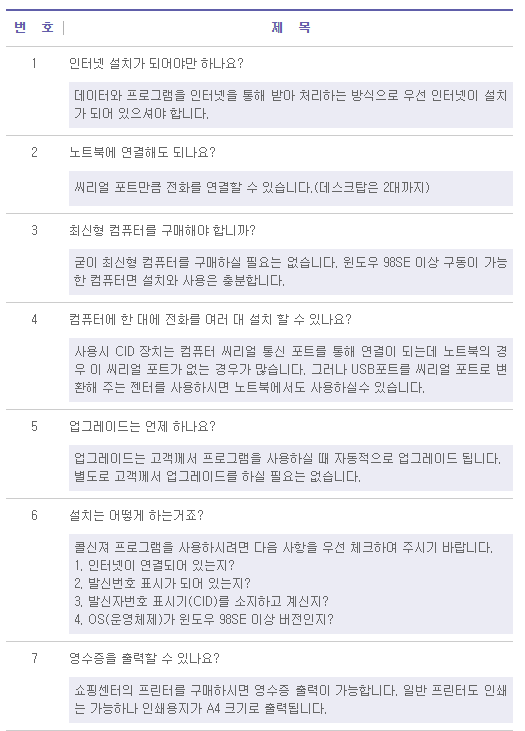 번 호 | 제 목
1 인터넷 설치가 되어야만 하나요?
데이터와 프로그램을 인터넷을 통해 받아 처리하는 방식으로 우선 인터넷이 설치
가 되어 있으셔야 합니다.
2 노트북에 연결해도 되나요?
씨리얼 포트만큼 전화를 연결할 수 있습니다.(데스크탑은 2대까지)
3 최신형 컴퓨터를 구매해야 합니까?
굳이 최신형 컴퓨터를 구매하실 필요는 없습니다. 윈도우 98SE 이상 구동이 가능
한 컴퓨터면 설치와 사용은 충분합니다.
4 컴퓨터에 한 대에 전화를 여러 대 설치 할 수 있나요?
사용시 CID 장치는 컴퓨터 씨리얼 통신 포트를 통해 연결이 되는데 노트북의 경
우 이 씨리얼 포트가 없는 경우가 많습니다. 그러나 USB포트를 씨리얼 포트로 변
환해 주는 젠터를 사용하시면 노트북에서도 사용하실수 있습니다.
5 업그레이드는 언제 하나요?
업그레이드는 고객께서 프로그램을 사용하실 때 자동적으로 업그레이드 됩니다.
별도로 고객께서 업그레이드를 하실 필요는 없습니다.
6 설치는 어떻게 하는거죠?
콜신져 프로그램을 사용하시려면 다음 사항을 우선 체크하여 주시기 바랍니다.
1. 인터넷이 연결되어 있는지?
2. 발신번호 표시가 되어 있는지?
3. 발신자번호 표시기(CID)를 소지하고 계신지?
4. OS(운영체제)가 윈도우 98SE 이상 버전인지?
7 영수증을 출력할 수 있나요?
쇼핑센터의 프린터를 구매하시면 영수증 출력이 가능합니다. 일반 프린터도 인쇄
는 가능하나 인쇄용지가 A4 크기로 출력됩니다.